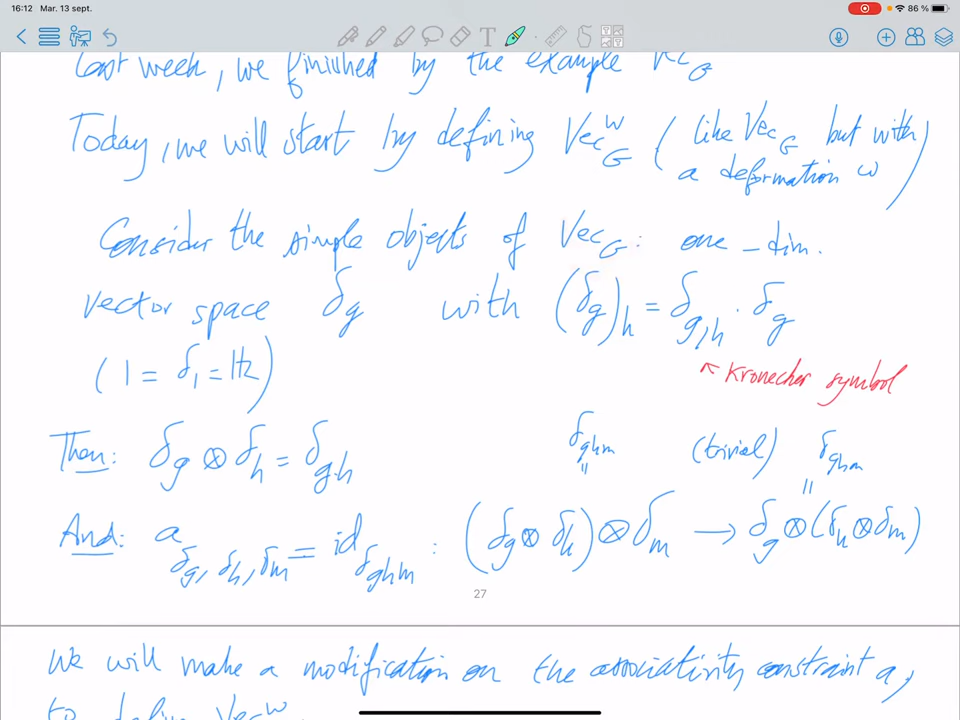 16:12 Mar. 13 sept. 86 %
Last week, we finished by the example Vec_G
Today, we will start by defining Vec_G^ω (like Vec_G but with
a deformation ω)
Consider the simple objects of Vec_G: one-dim.
vector space δ_g with (δ_g)_h = δ_{g,h} · δ_g
(1 = δ_1 = lk)
↖ Kronecher symbol
Then: δ_g ⊗ δ_h = δ_{g.h}
δ_{ghm} (trivial) δ_{ghm}
= =
And: a_{δ_g, δ_h, δ_m} = id_{δ_{ghm}} : (δ_g ⊗ δ_h) ⊗ δ_m → δ_g ⊗ (δ_h ⊗ δ_m)
27
We will make a modification on the associativity constraint a,
to define Vec^ω